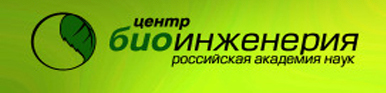 центр
биоинженерия
российская академия наук